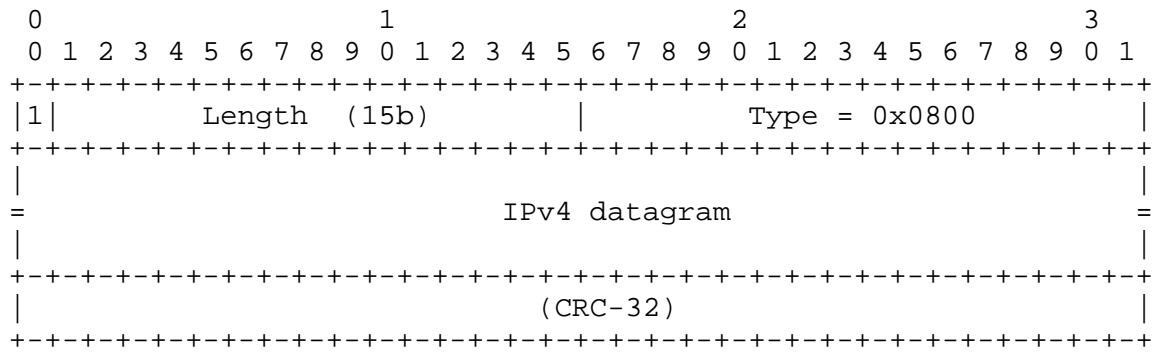 0                   1                   2                   3
 0 1 2 3 4 5 6 7 8 9 0 1 2 3 4 5 6 7 8 9 0 1 2 3 4 5 6 7 8 9 0 1
+-+-+-+-+-+-+-+-+-+-+-+-+-+-+-+-+-+-+-+-+-+-+-+-+-+-+-+-+-+-+-+-+
|1|        Length  (15b)        |         Type = 0x0800         |
+-+-+-+-+-+-+-+-+-+-+-+-+-+-+-+-+-+-+-+-+-+-+-+-+-+-+-+-+-+-+-+-+
|                                                               |
=                           IPv4 datagram                       =
|                                                               |
+-+-+-+-+-+-+-+-+-+-+-+-+-+-+-+-+-+-+-+-+-+-+-+-+-+-+-+-+-+-+-+-+
|                             (CRC-32)                          |
+-+-+-+-+-+-+-+-+-+-+-+-+-+-+-+-+-+-+-+-+-+-+-+-+-+-+-+-+-+-+-+-+